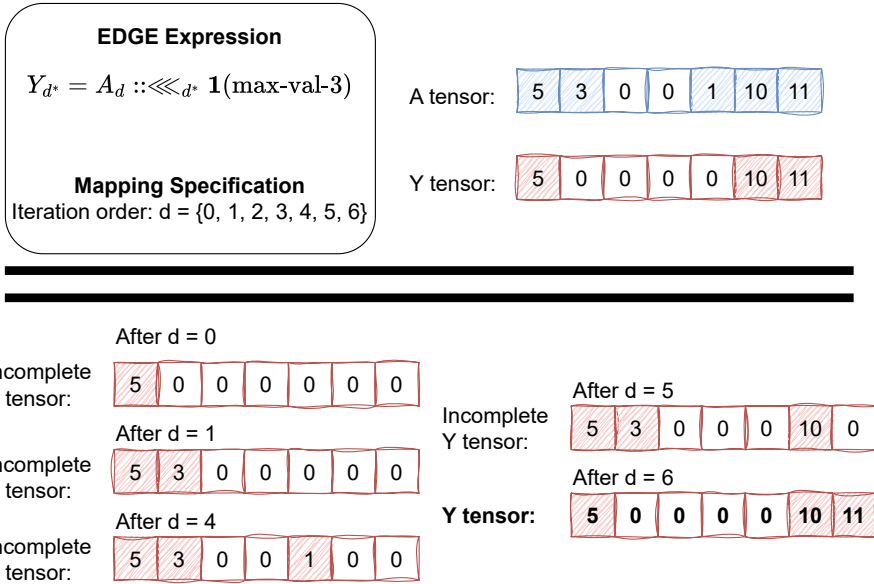 EDGE Expression
Y_{d*} = A_d ::⋘_{d*} 1(max-val-3)
Mapping Specification
Iteration order: d = {0, 1, 2, 3, 4, 5, 6}
A tensor: 5 3 0 0 1 10 11
Y tensor: 5 0 0 0 0 10 11
After d = 0
ncomplete
tensor:
5 0 0 0 0 0 0
After d = 1
ncomplete
tensor:
5 3 0 0 0 0 0
After d = 4
ncomplete
tensor:
5 3 0 0 1 0 0
After d = 5
Incomplete
Y tensor:
5 3 0 0 0 10 0
After d = 6
Y tensor: 5 0 0 0 0 10 11